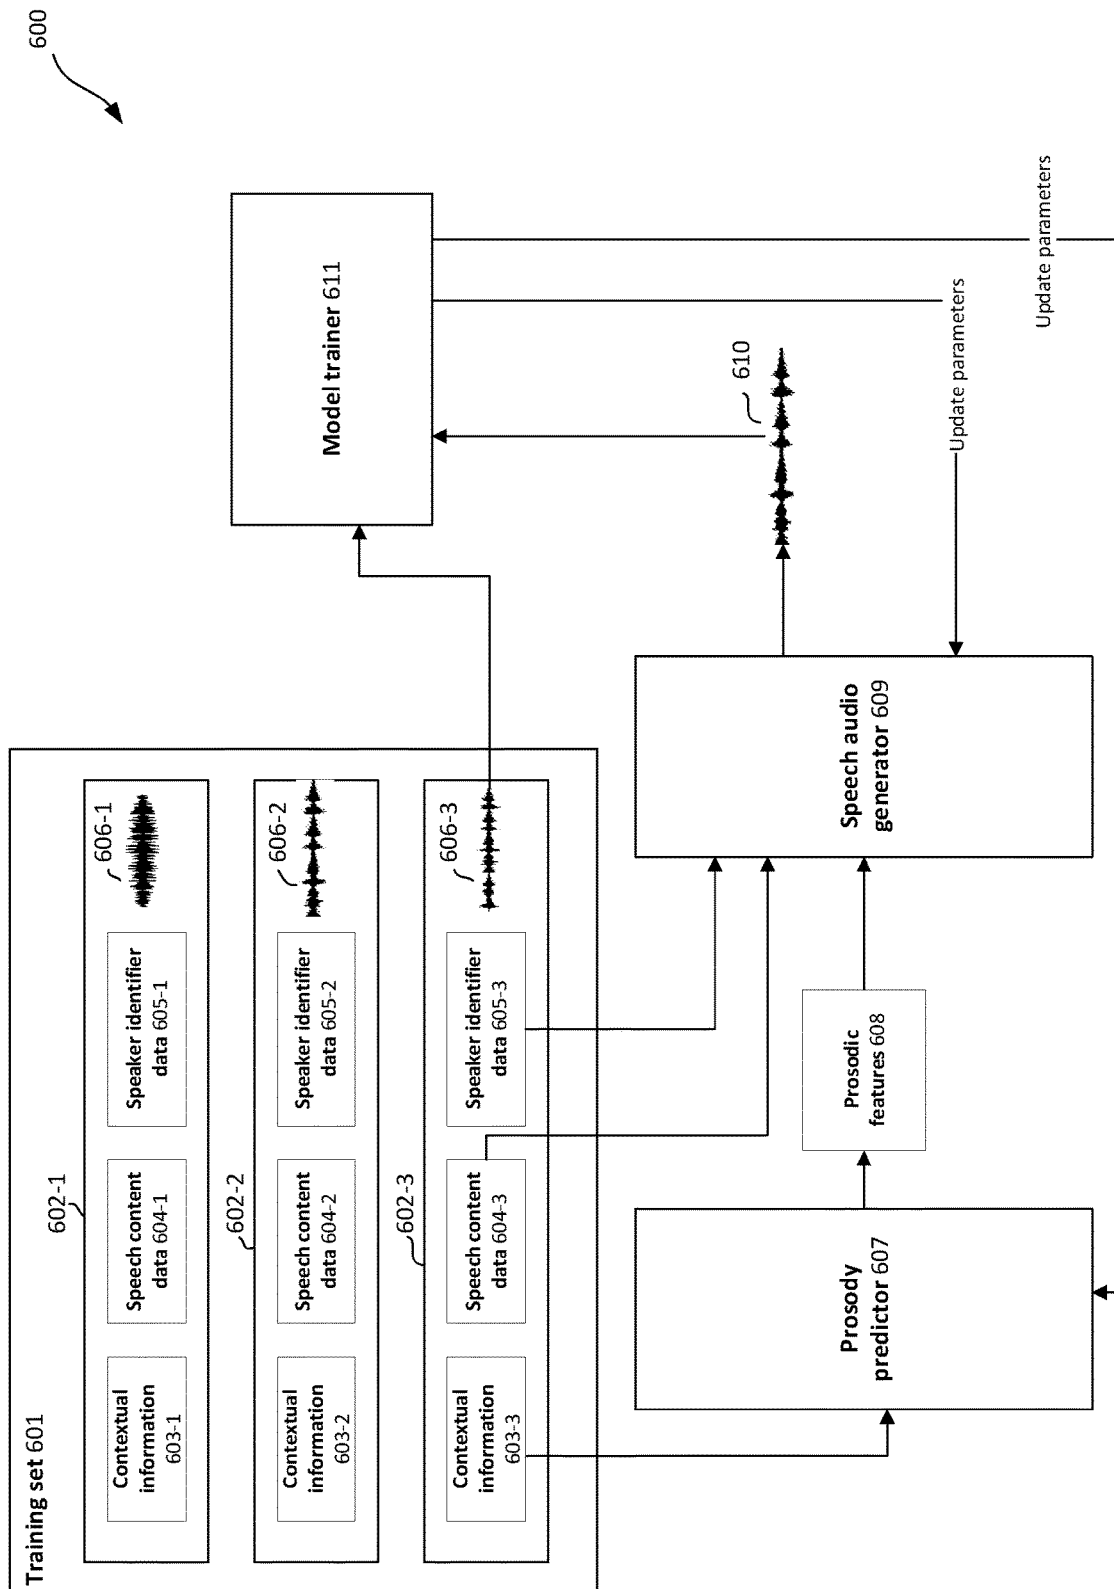 600
Training set 601
602-1
Contextual
information
603-1
Speech content
data 604-1
Speaker identifier
data 605-1
606-1
602-2
Contextual
information
603-2
Speech content
data 604-2
Speaker identifier
data 605-2
606-2
602-3
Contextual
information
603-3
Speech content
data 604-3
Speaker identifier
data 605-3
606-3
Model trainer 611
Prosody
predictor 607
Prosodic
features 608
Speech audio
generator 609
610
Update parameters
Update parameters